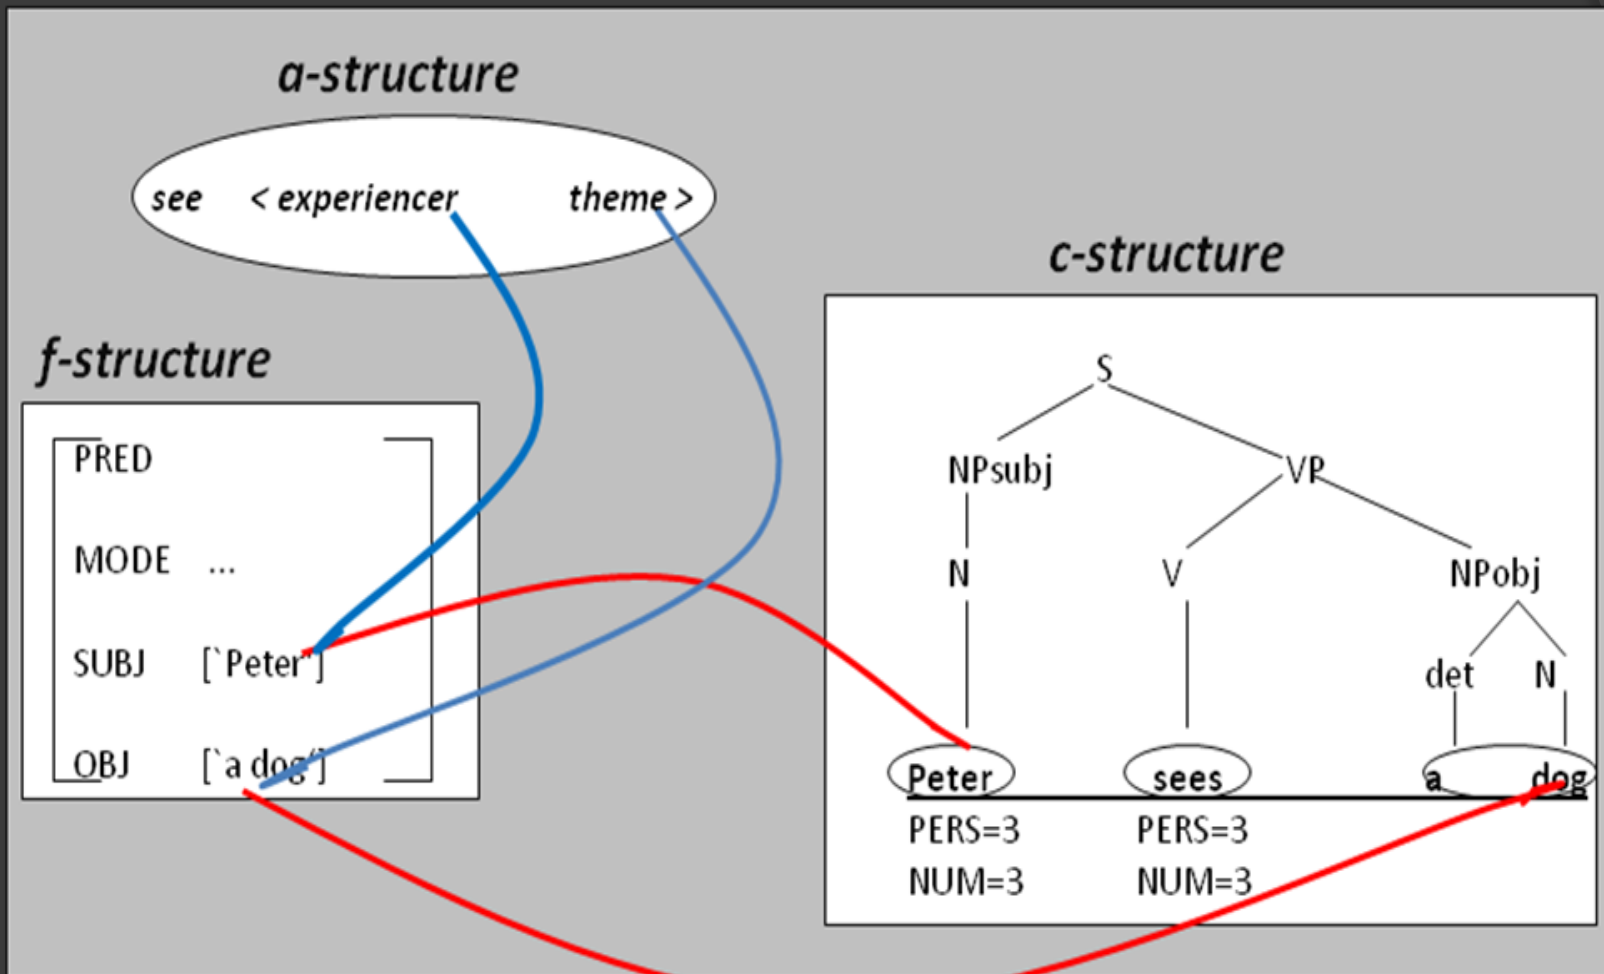 a-structure
see < experiencer theme >
f-structure
PRED
MODE ...
SUBJ [`Peter']
OBJ [`a dog']
c-structure
S
NPsubj VP
N V NPobj
det N
Peter sees a dog
PERS=3 PERS=3
NUM=3 NUM=3